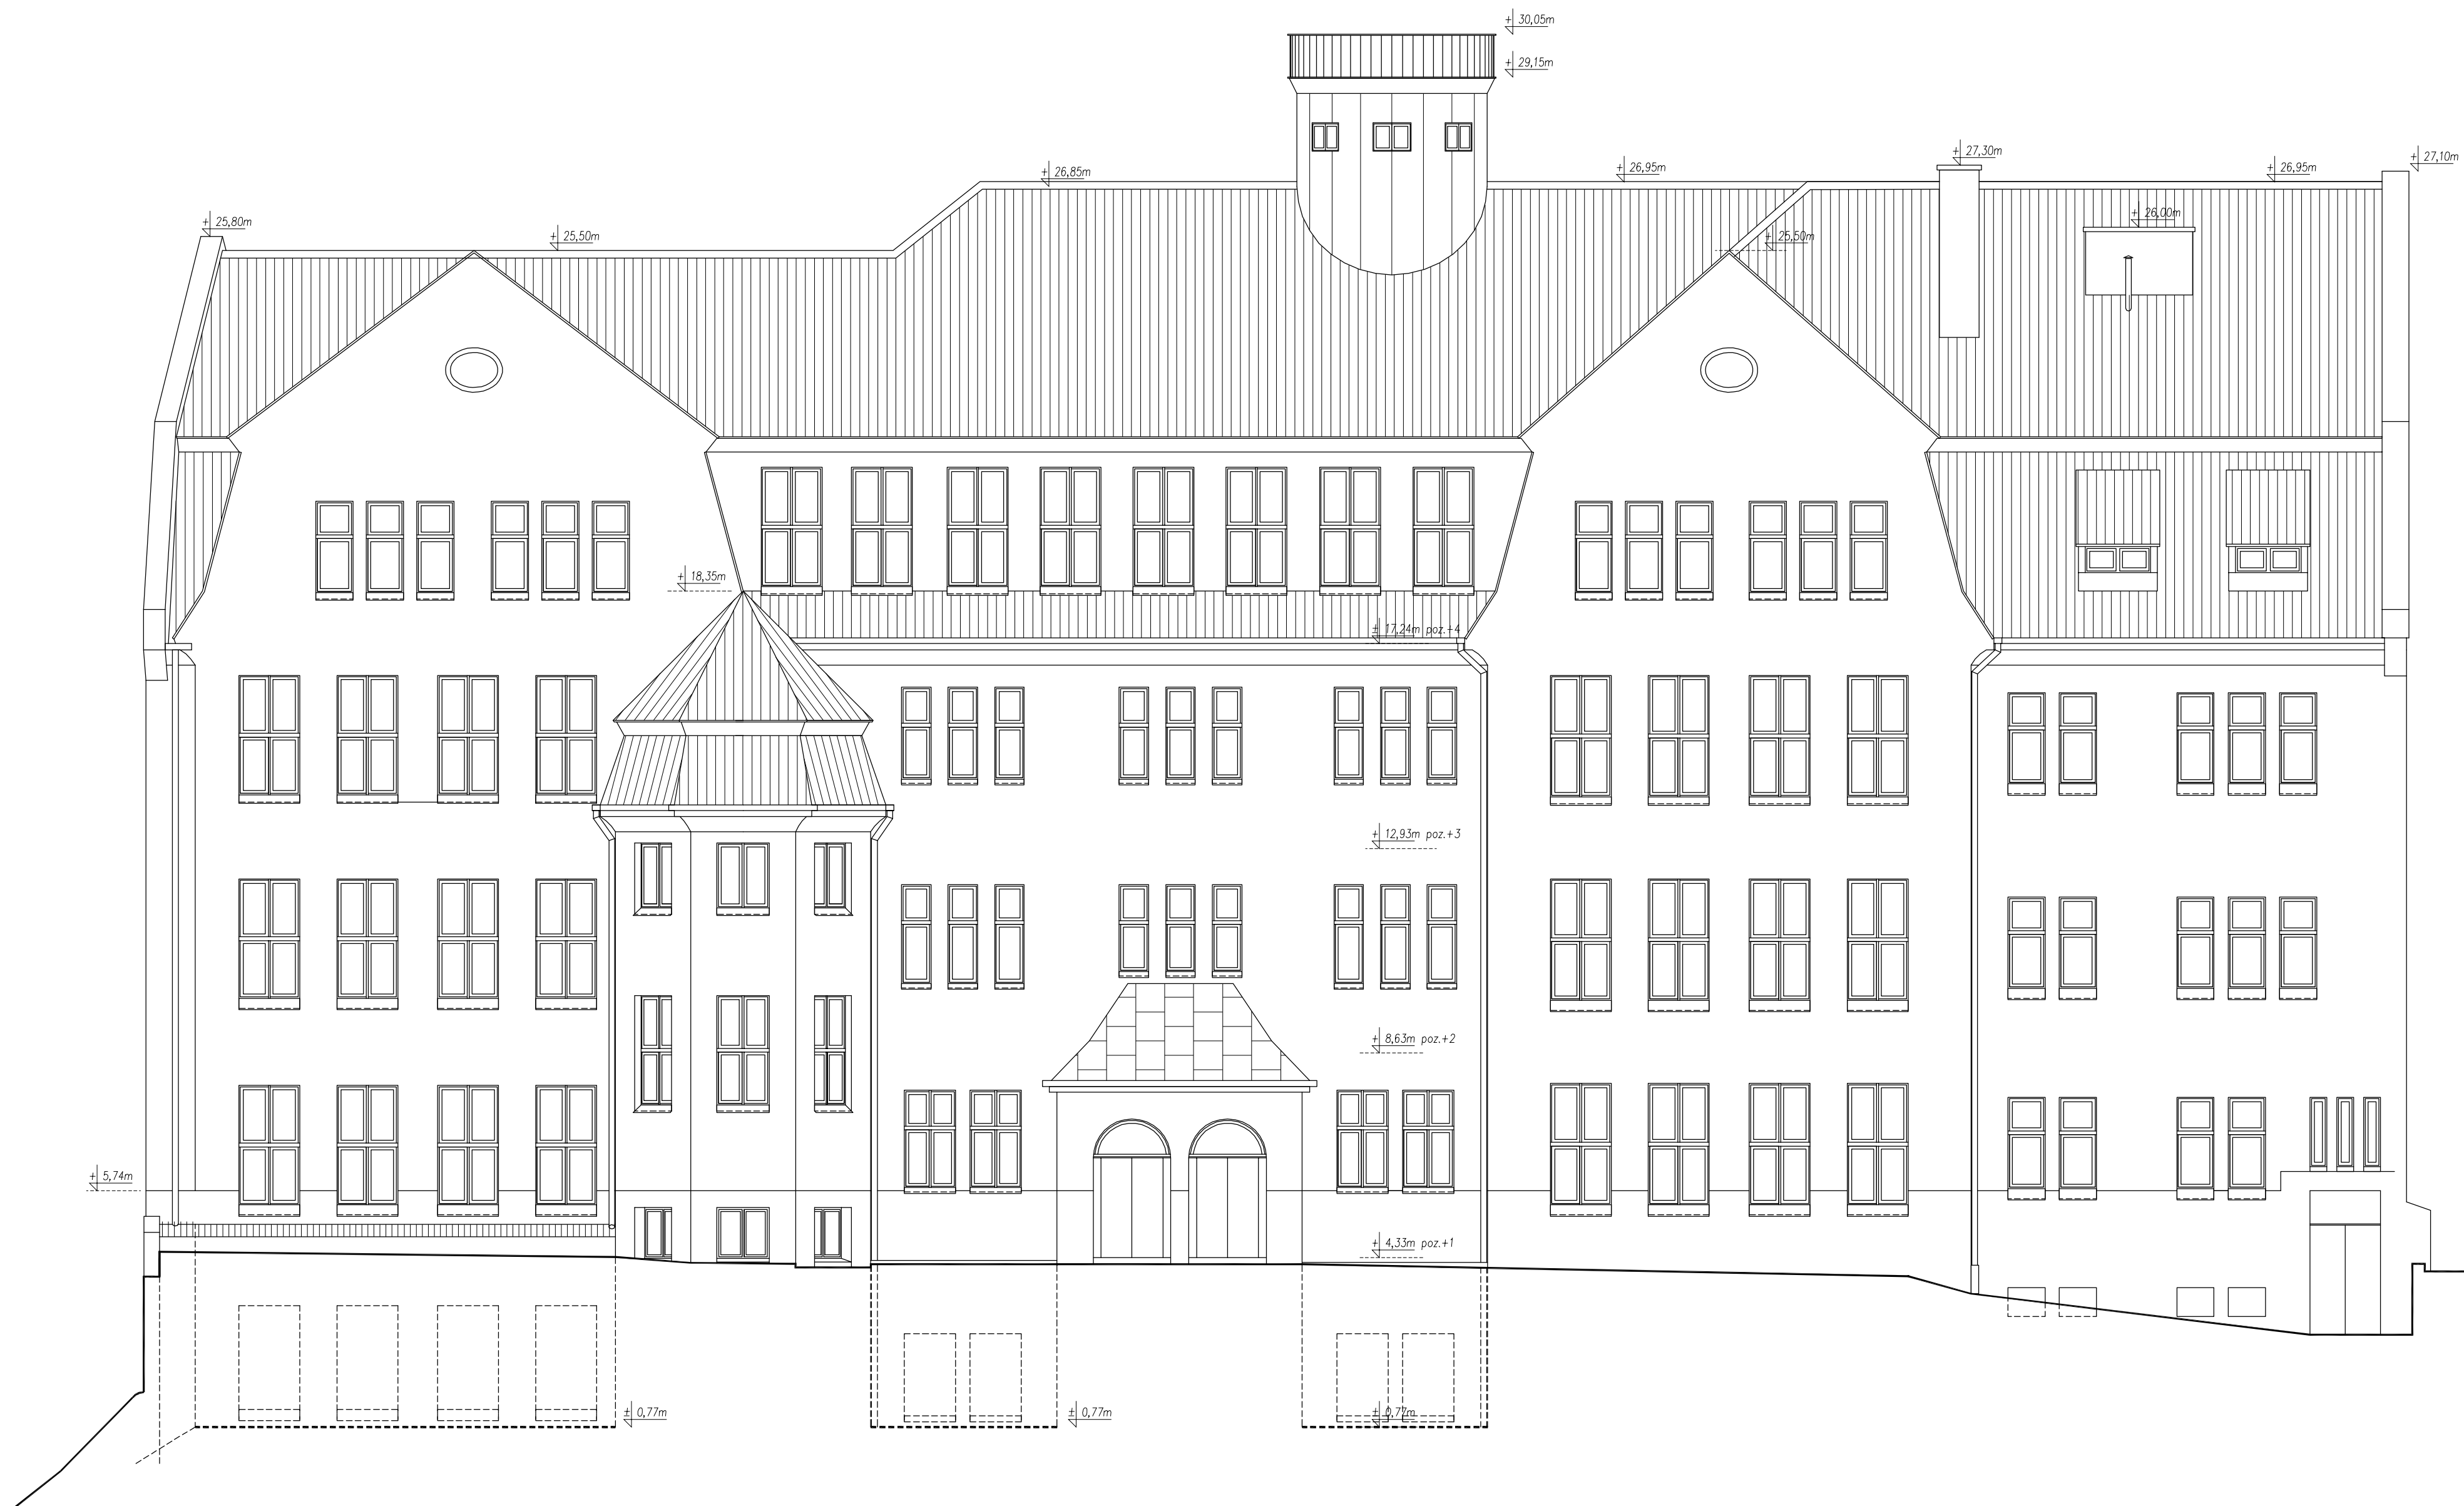 + 30,05m
+ 29,15m
+ 27,30m
+ 27,10m
+ 26,85m
+ 26,95m
+ 26,95m
+ 25,80m
+ 26,00m
+ 25,50m
+ 25,50m
+ 18,35m
± 17,24m poz.+4
+ 12,93m poz.+3
+ 8,63m poz.+2
+ 5,74m
+ 4,33m poz.+1
± 0,77m
± 0,77m
± 0,77m